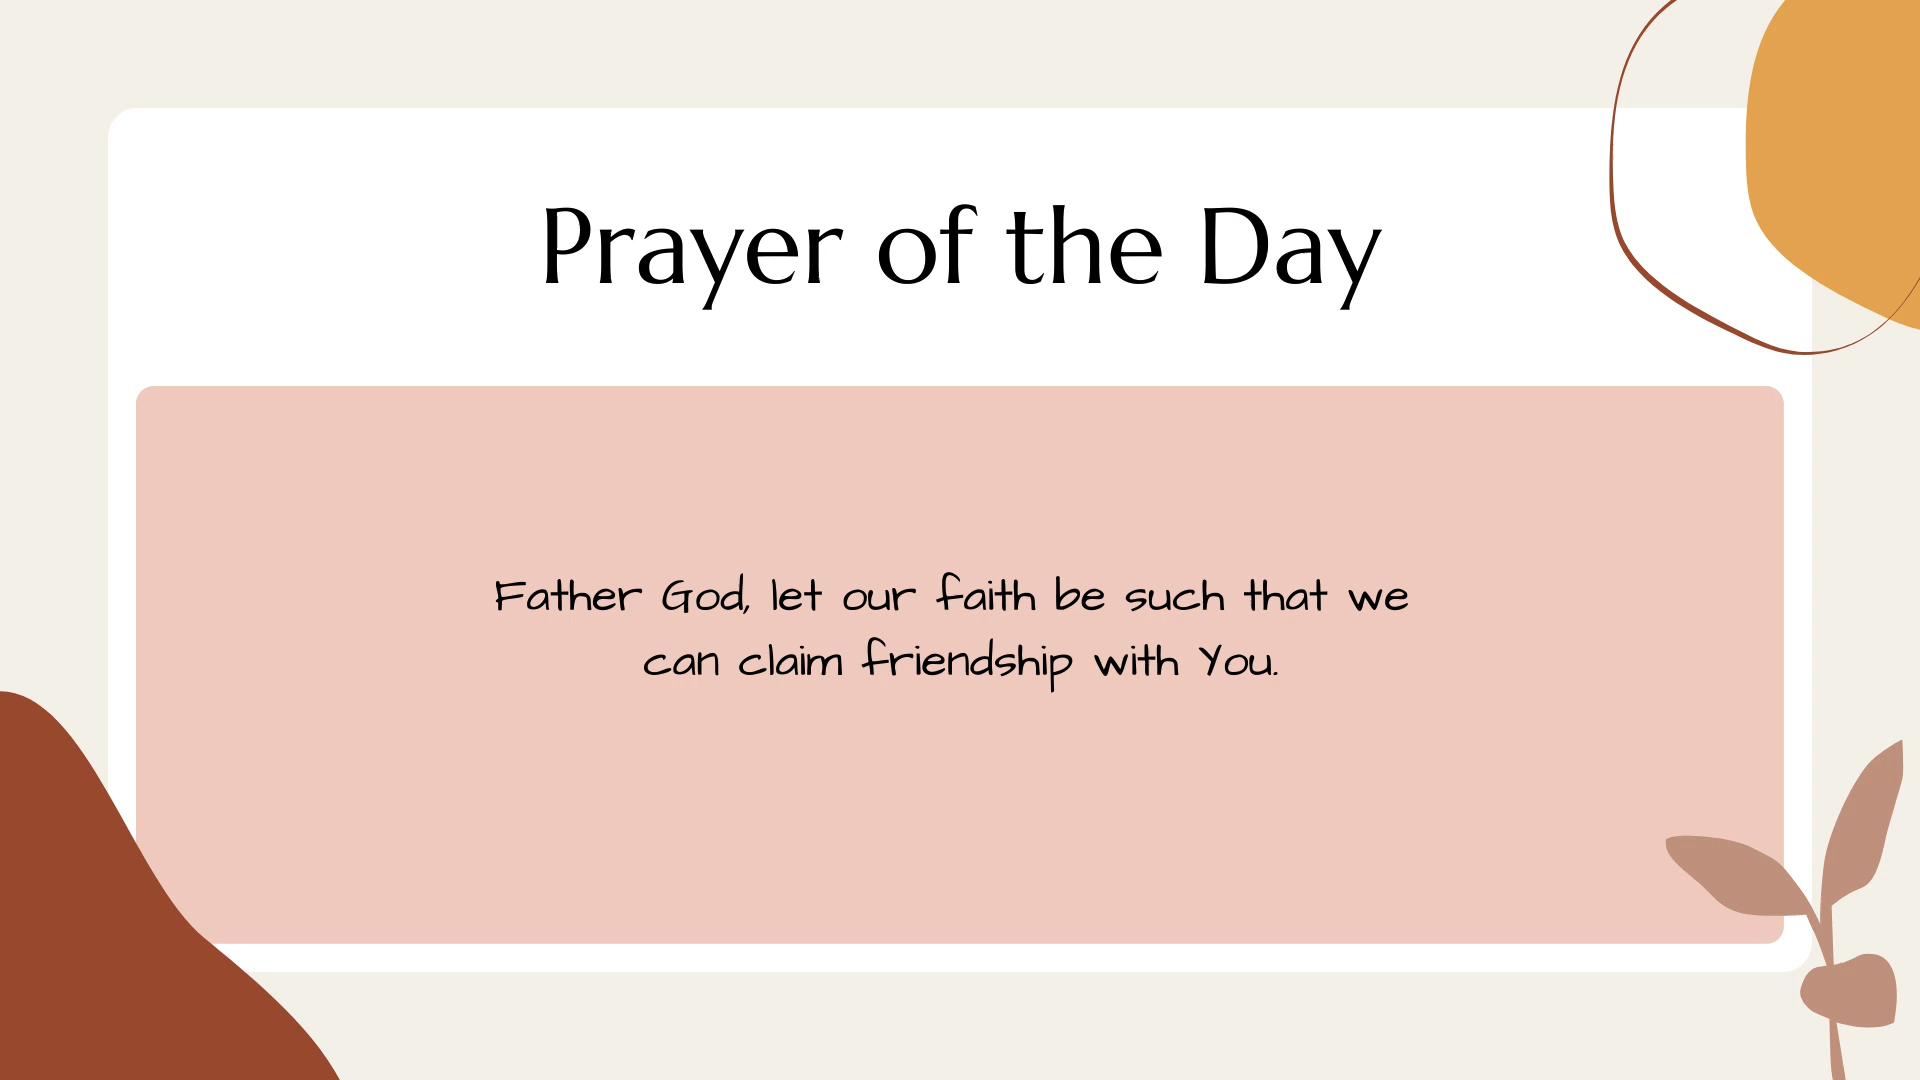 Prayer of the Day
Father God, let our faith be such that we
can claim friendship with You.